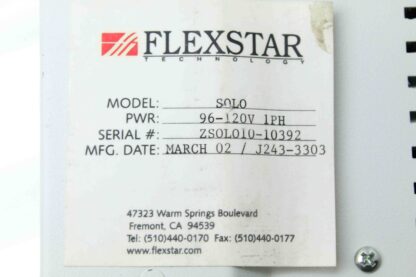 FLEXSTAR
TECHNOLOGY
MODEL: SOLO
PWR: 96-120V 1PH
SERIAL #: ZSOLO10-10392
MFG. DATE: MARCH 02 / J243-3303
47323 Warm Springs Boulevard
Fremont, CA 94539
Tel: (510)440-0170 Fax: (510)440-0177
www.flexstar.com